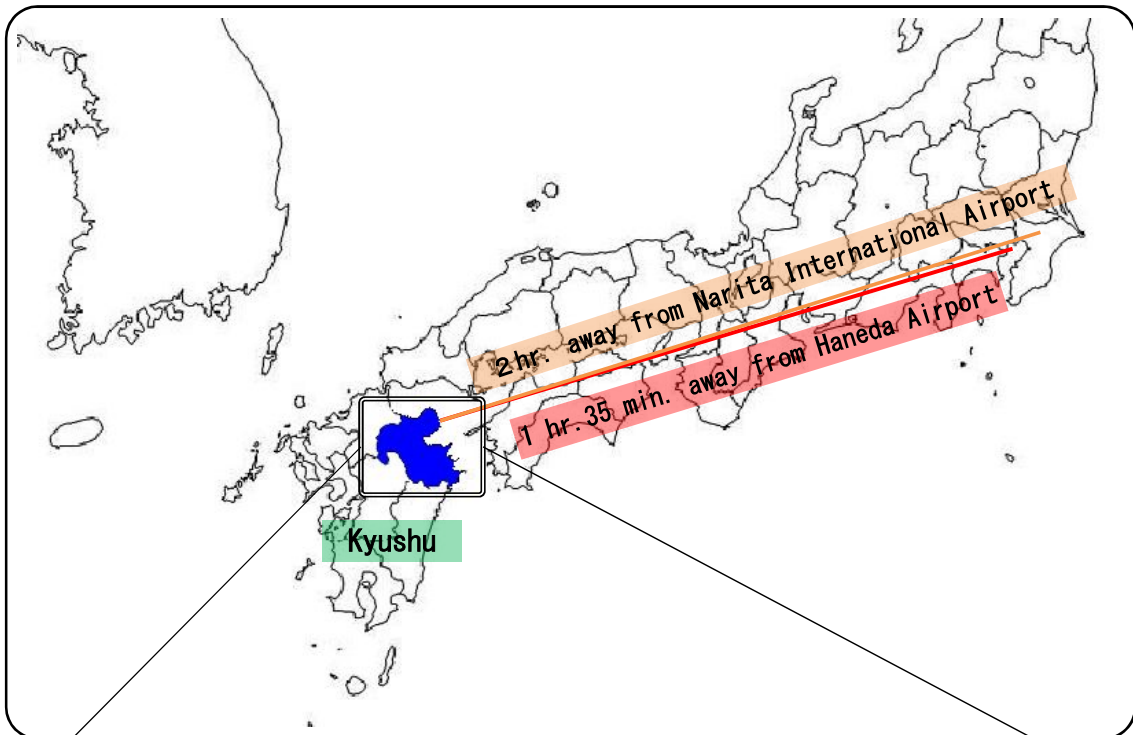 2hr. away from Narita International Airport
1 hr.35 min. away from Haneda Airport
Kyushu